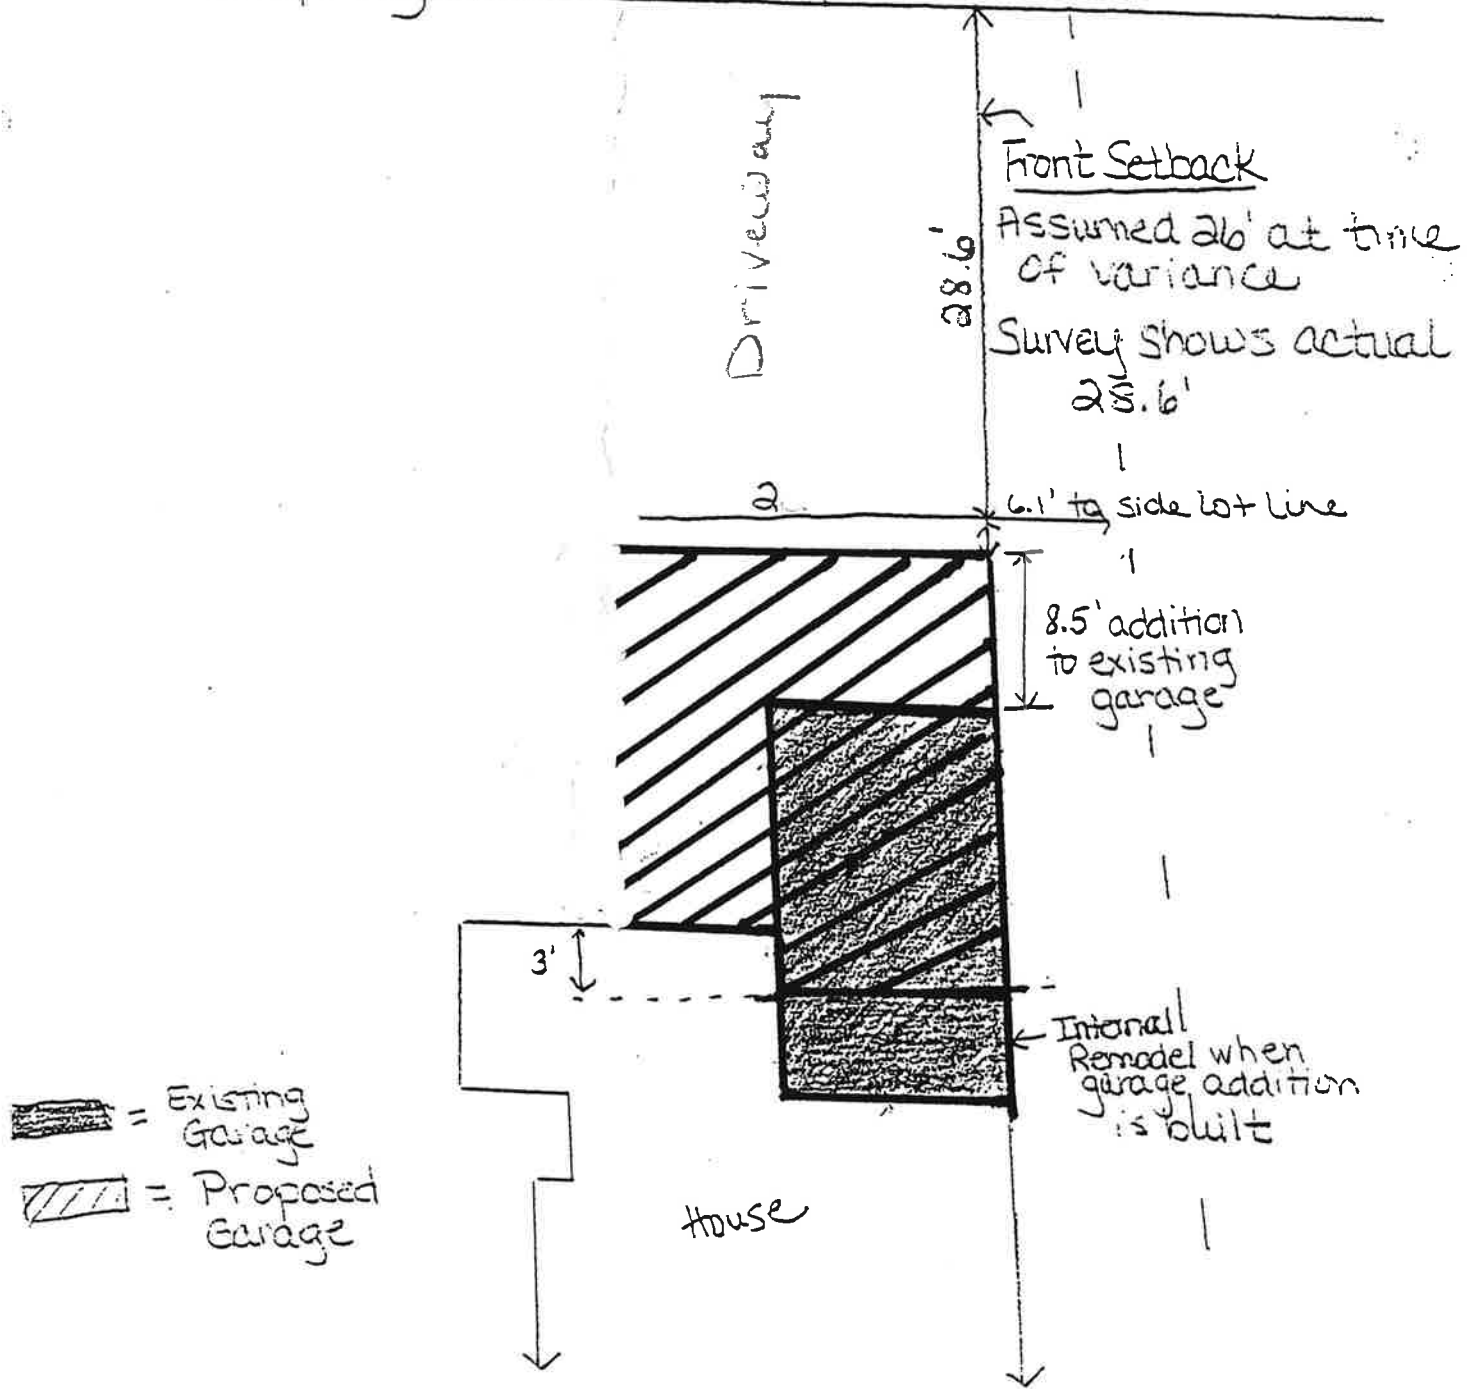 Driveway
28.6'
Front Setback
Assumed 26' at time
of variance
Survey shows actual
28.6'
2
6.1' to side lot line
8.5' addition
to existing
garage
3'
Internall
Remodel when
garage addition
is built
= Existing
Garage
= Proposed
Garage
House